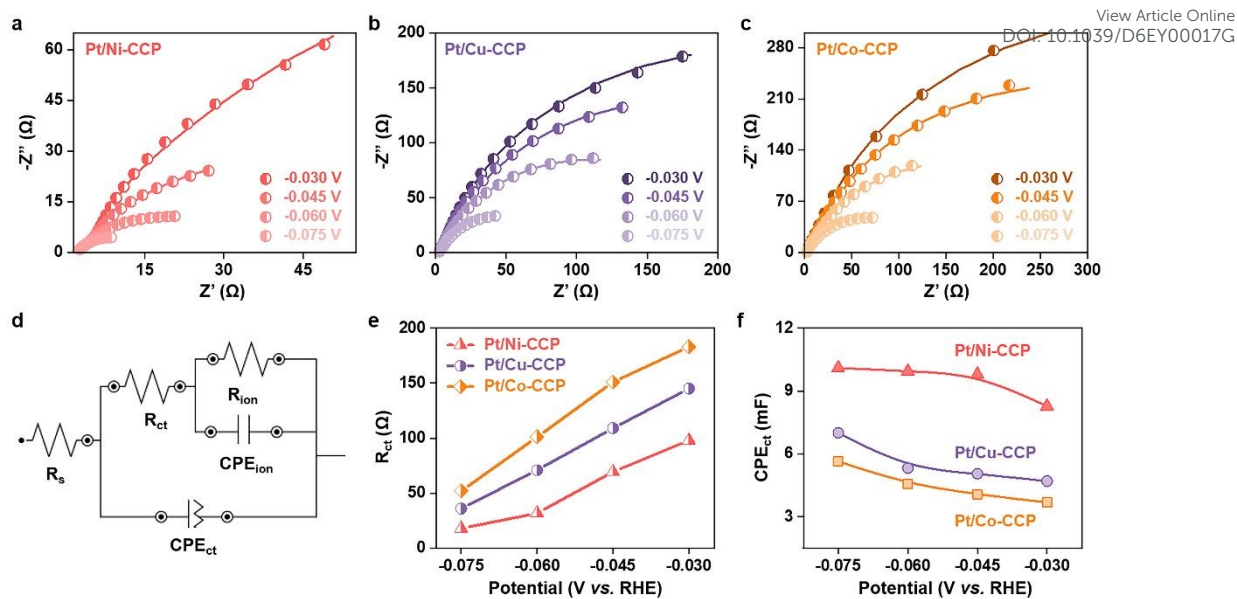 View Article Online
DOI: 10.1039/D6EY00017G
a
Pt/Ni-CCP
60
45
30
15
0
-Z'' (Ω)
15
30
45
Z' (Ω)
-0.030 V
-0.045 V
-0.060 V
-0.075 V
b
Pt/Cu-CCP
200
150
100
50
0
-Z'' (Ω)
0
50
100
150
200
Z' (Ω)
-0.030 V
-0.045 V
-0.060 V
-0.075 V
c
Pt/Co-CCP
280
210
140
70
0
-Z'' (Ω)
0
50
100
150
200
250
300
Z' (Ω)
-0.030 V
-0.045 V
-0.060 V
-0.075 V
d
Rs
Rct
Rion
CPEion
CPEct
e
Pt/Ni-CCP
Pt/Cu-CCP
Pt/Co-CCP
200
150
100
50
0
Rct (Ω)
-0.075
-0.060
-0.045
-0.030
Potential (V vs. RHE)
f
12
9
6
3
CPEct (mF)
Pt/Ni-CCP
Pt/Cu-CCP
Pt/Co-CCP
-0.075
-0.060
-0.045
-0.030
Potential (V vs. RHE)